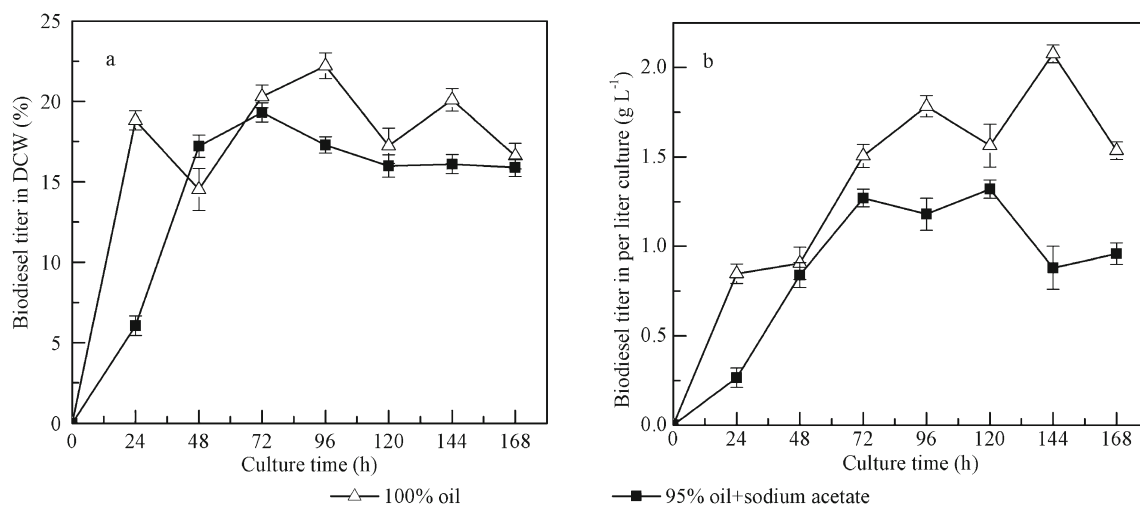 a
Biodiesel titer in DCW (%)
25
20
15
10
5
0
0 24 48 72 96 120 144 168
Culture time (h)
b
Biodiesel titer in per liter culture (g L⁻¹)
2.0
1.5
1.0
0.5
0.0
0 24 48 72 96 120 144 168
Culture time (h)
100% oil
95% oil+sodium acetate